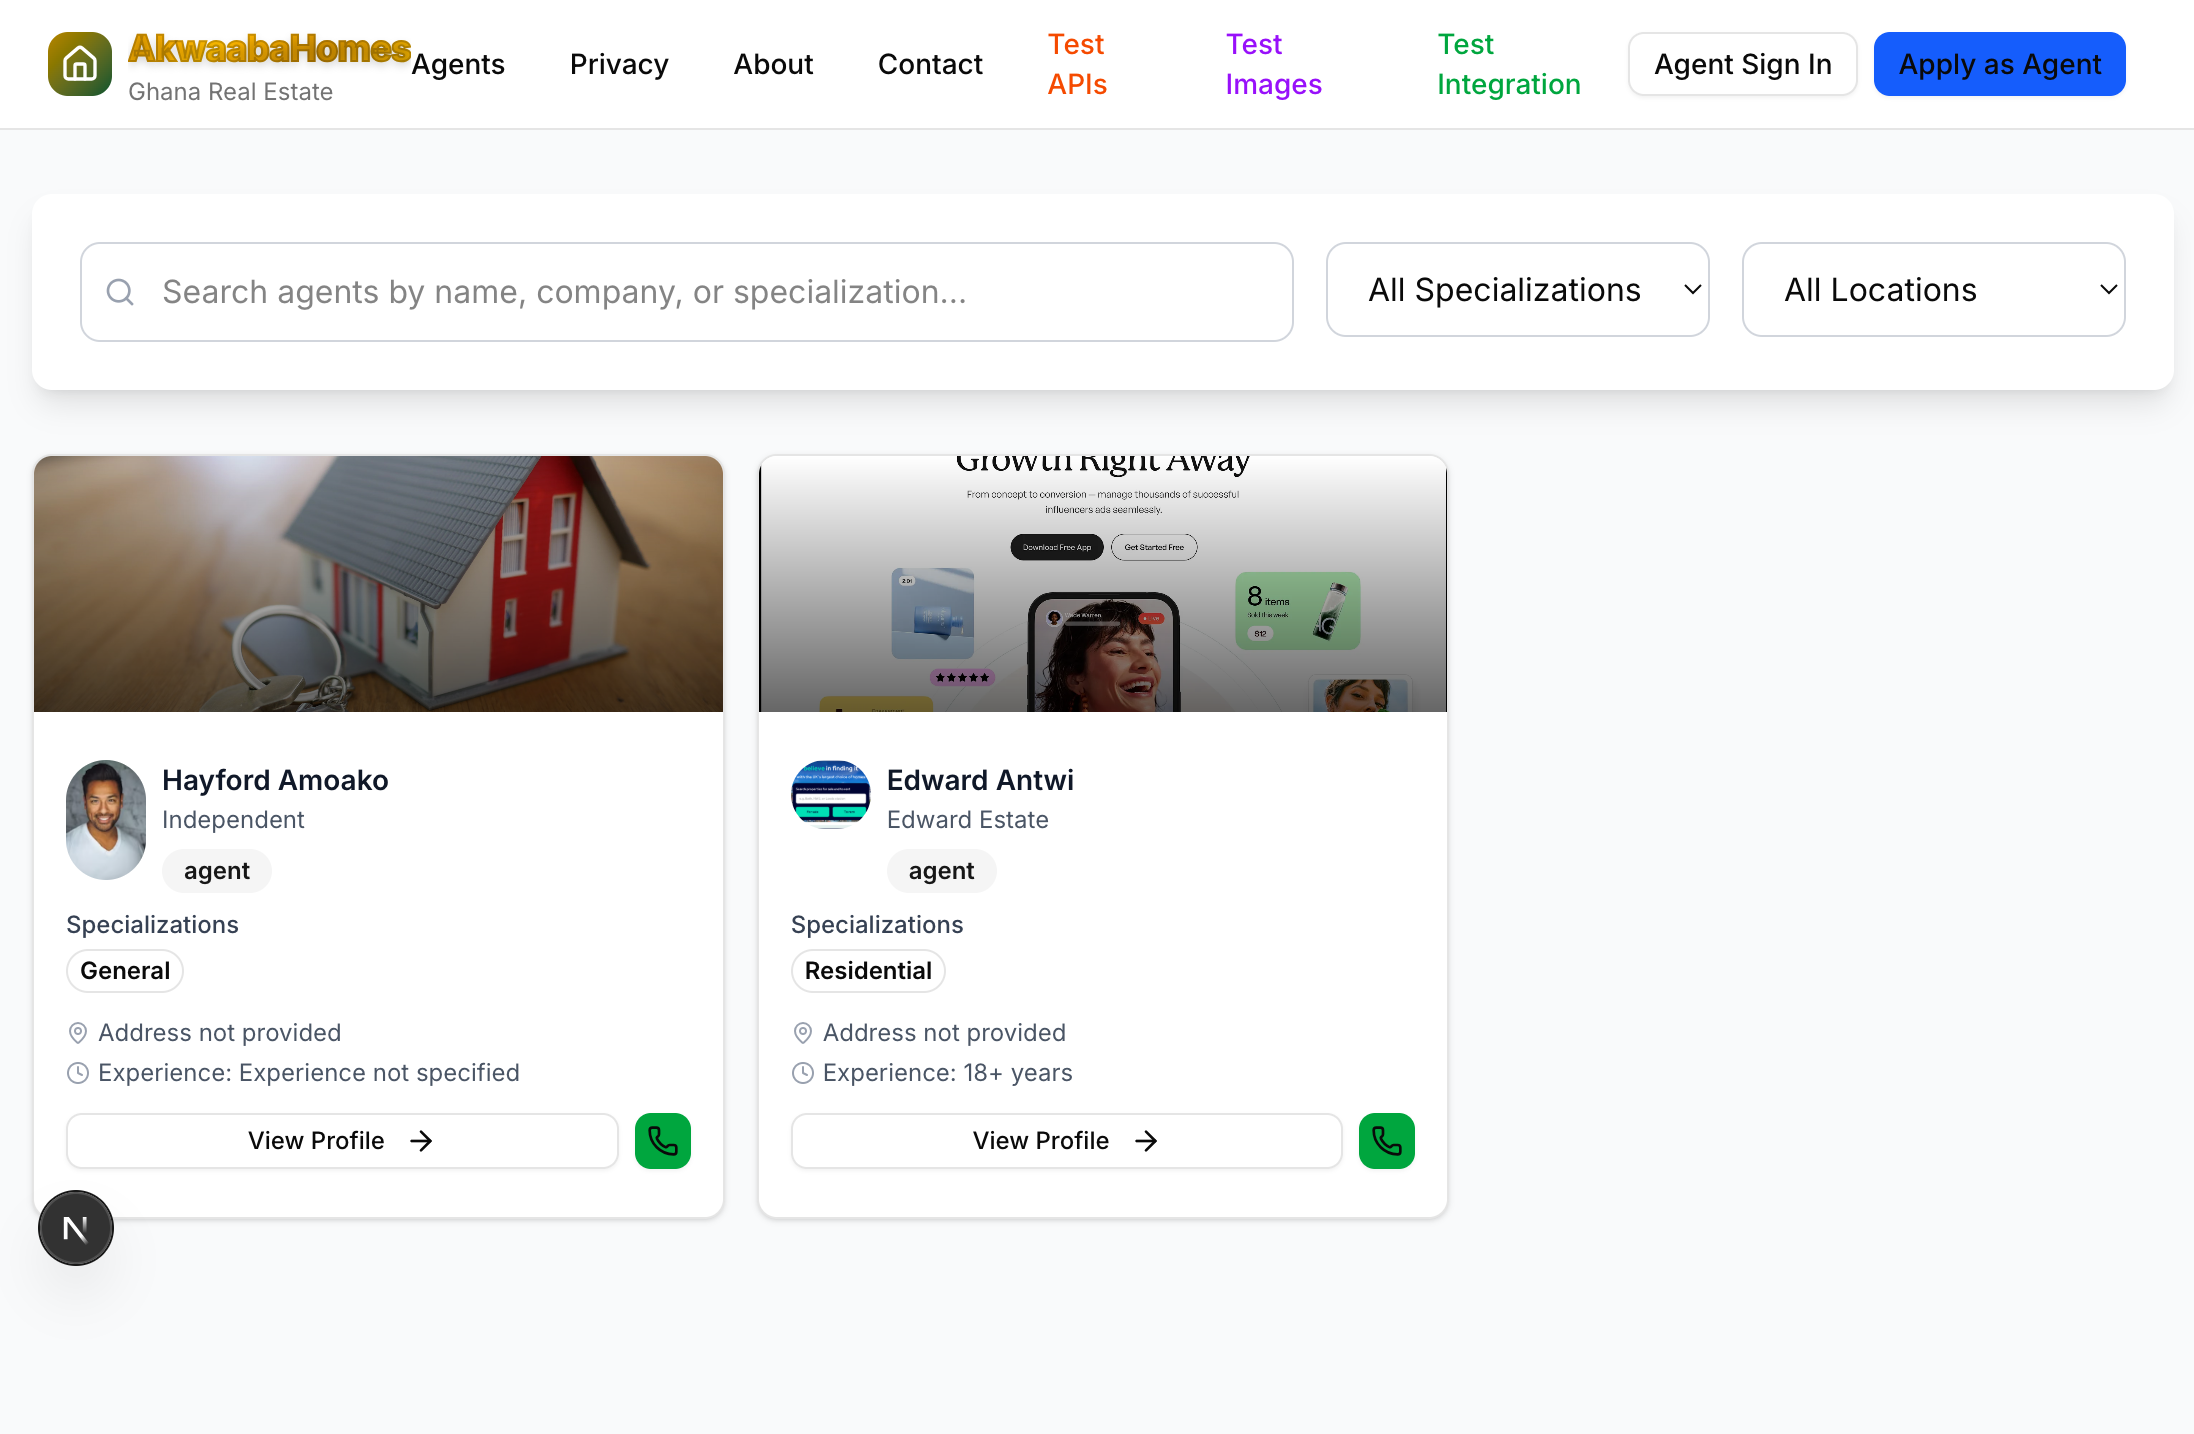 AkwaabaHomes
Ghana Real Estate
Agents
Privacy
About
Contact
Test
APIs
Test
Images
Test
Integration
Agent Sign In
Apply as Agent
Search agents by name, company, or specialization...
All Specializations
All Locations
Growth Right Away
From concept to conversion — manage thousands of successful
influencers ads seamlessly.
Download Free App
Get Started Free
8 items
Sold this week
$12
Hayford Amoako
Independent
agent
Specializations
General
Address not provided
Experience: Experience not specified
View Profile
Edward Antwi
Edward Estate
agent
Specializations
Residential
Address not provided
Experience: 18+ years
View Profile
N